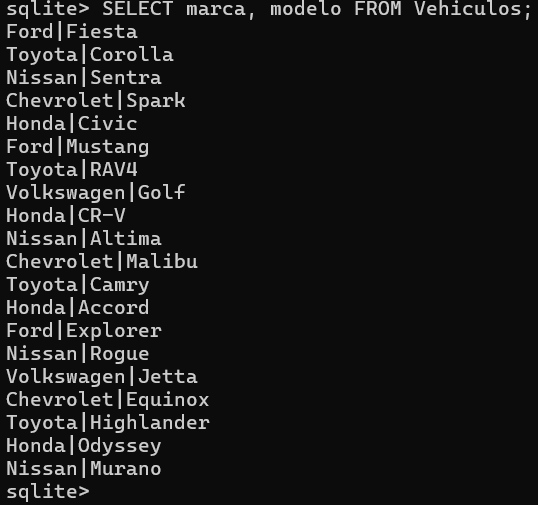 sqlite> SELECT marca, modelo FROM Vehiculos;
Ford|Fiesta
Toyota|Corolla
Nissan|Sentra
Chevrolet|Spark
Honda|Civic
Ford|Mustang
Toyota|RAV4
Volkswagen|Golf
Honda|CR-V
Nissan|Altima
Chevrolet|Malibu
Toyota|Camry
Honda|Accord
Ford|Explorer
Nissan|Rogue
Volkswagen|Jetta
Chevrolet|Equinox
Toyota|Highlander
Honda|Odyssey
Nissan|Murano
sqlite>